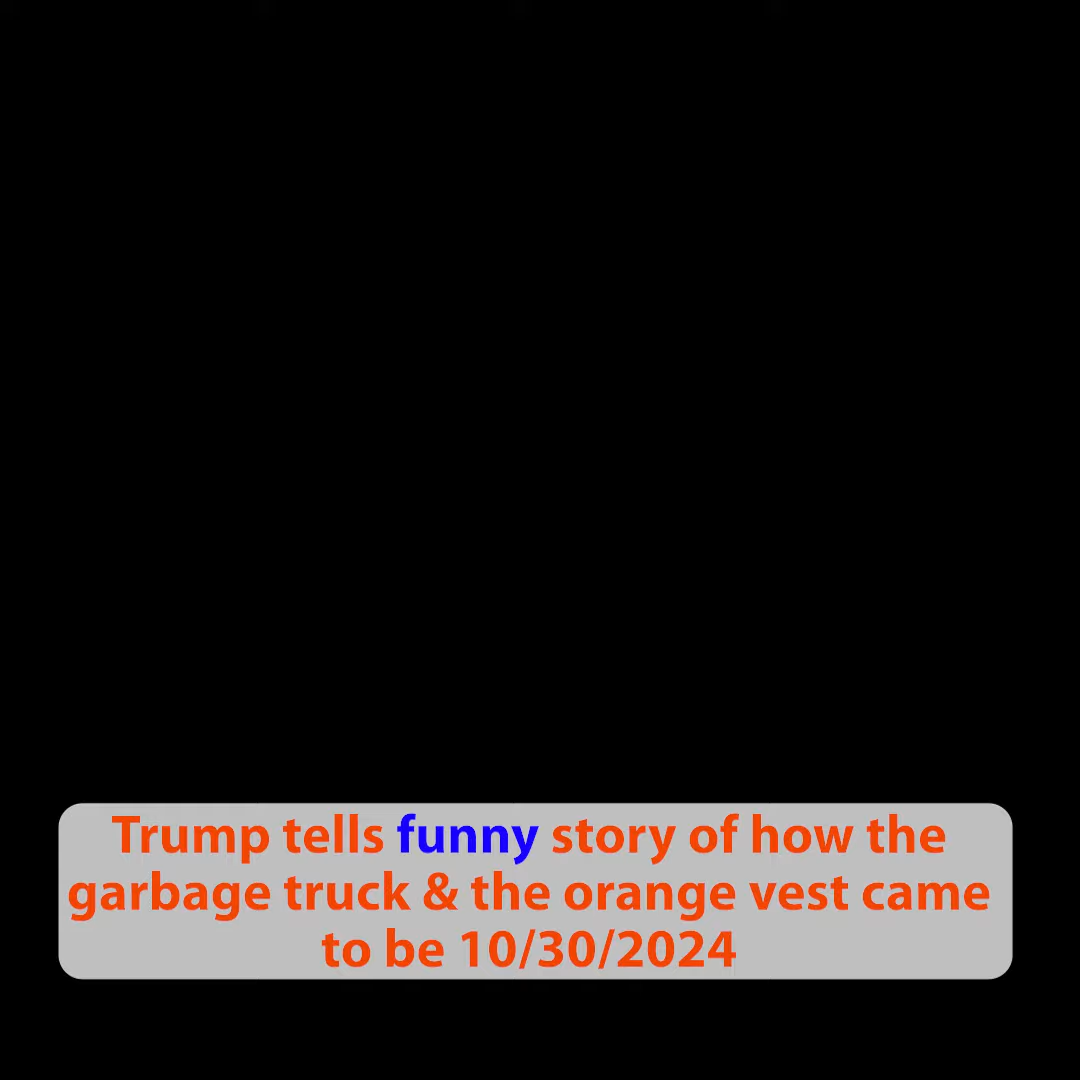 Trump tells funny story of how the
garbage truck & the orange vest came
to be 10/30/2024